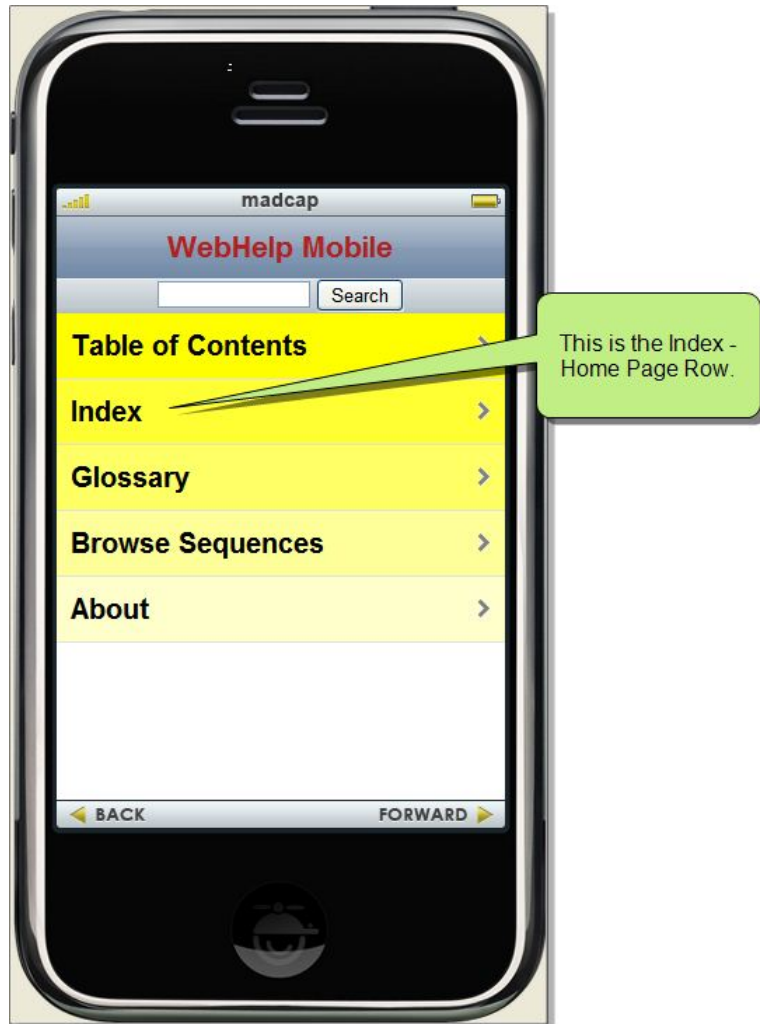 madcap
WebHelp Mobile
Search
Table of Contents
This is the Index -
Home Page Row.
Index
Glossary
Browse Sequences
About
BACK
FORWARD